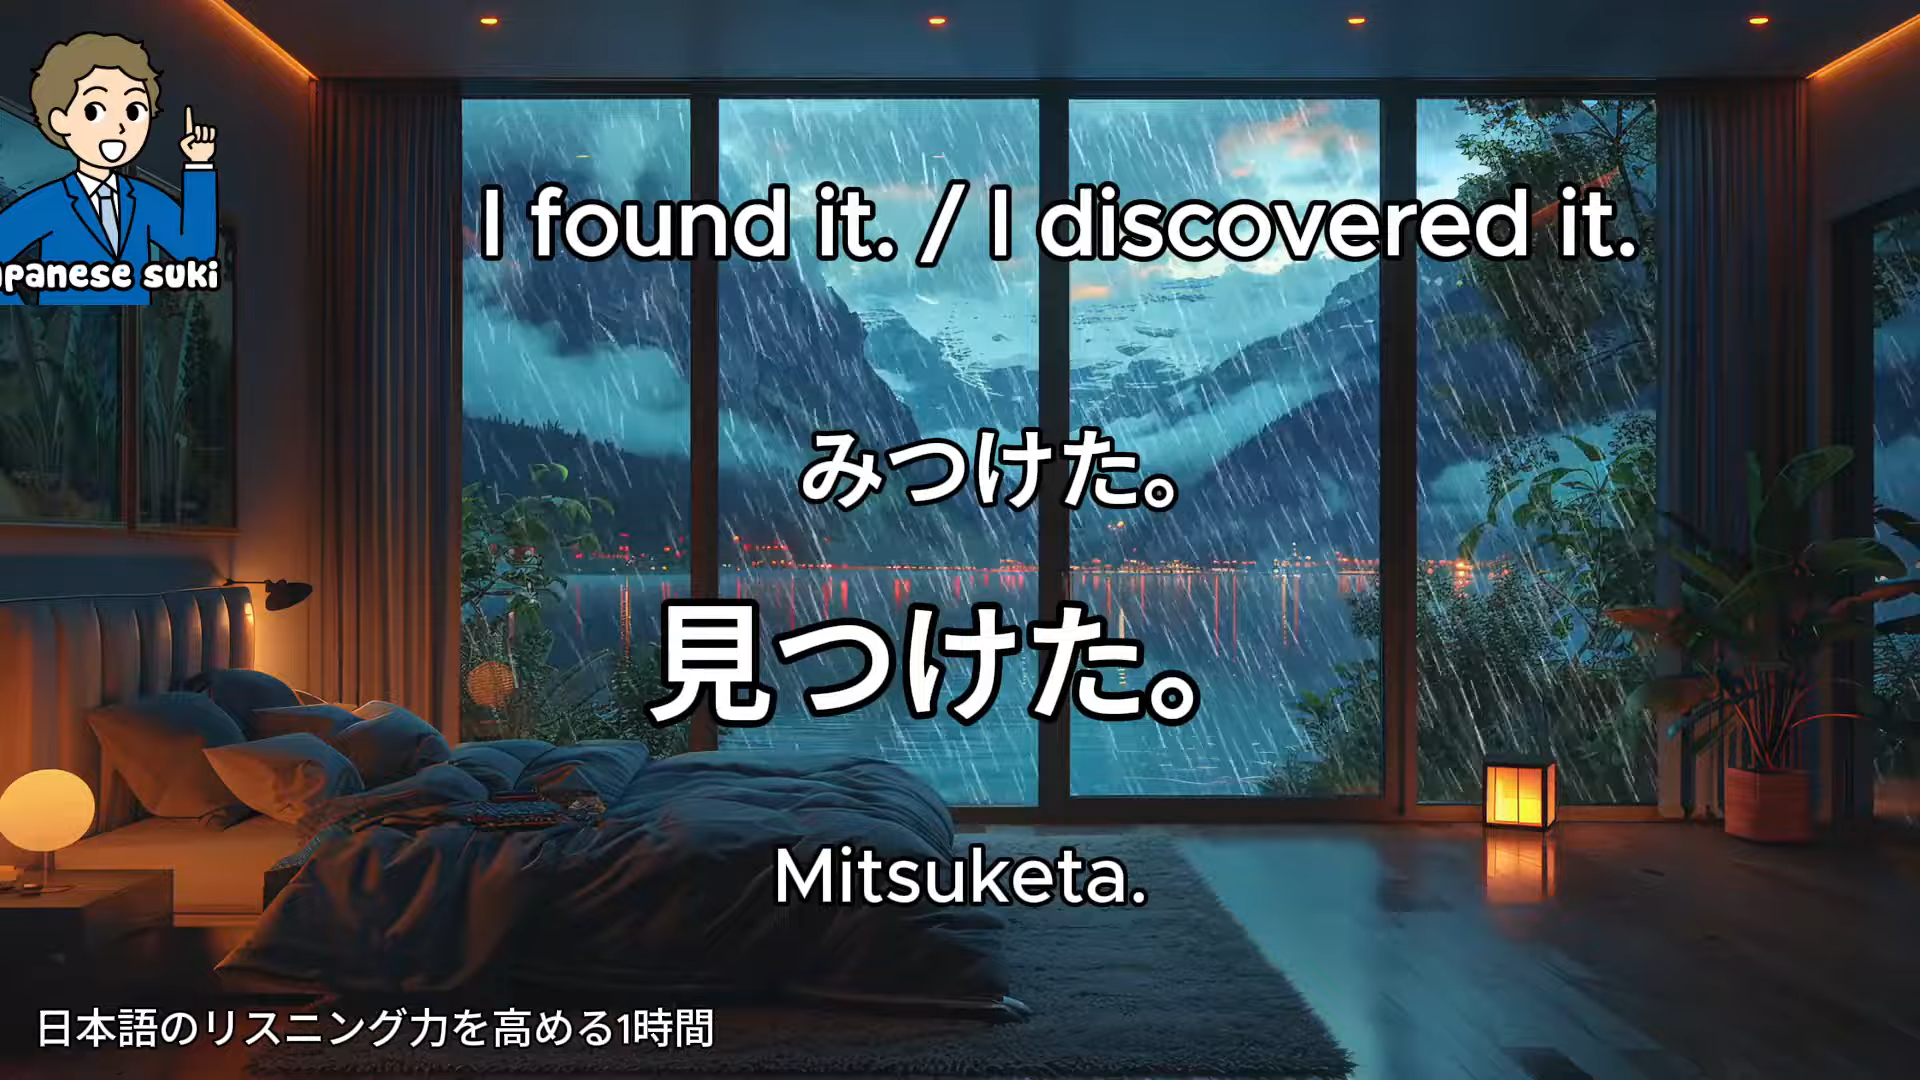 I found it. / I discovered it.
apanese suki
みつけた。
見つけた。
Mitsuketa.
日本語のリスニング力を高める1時間